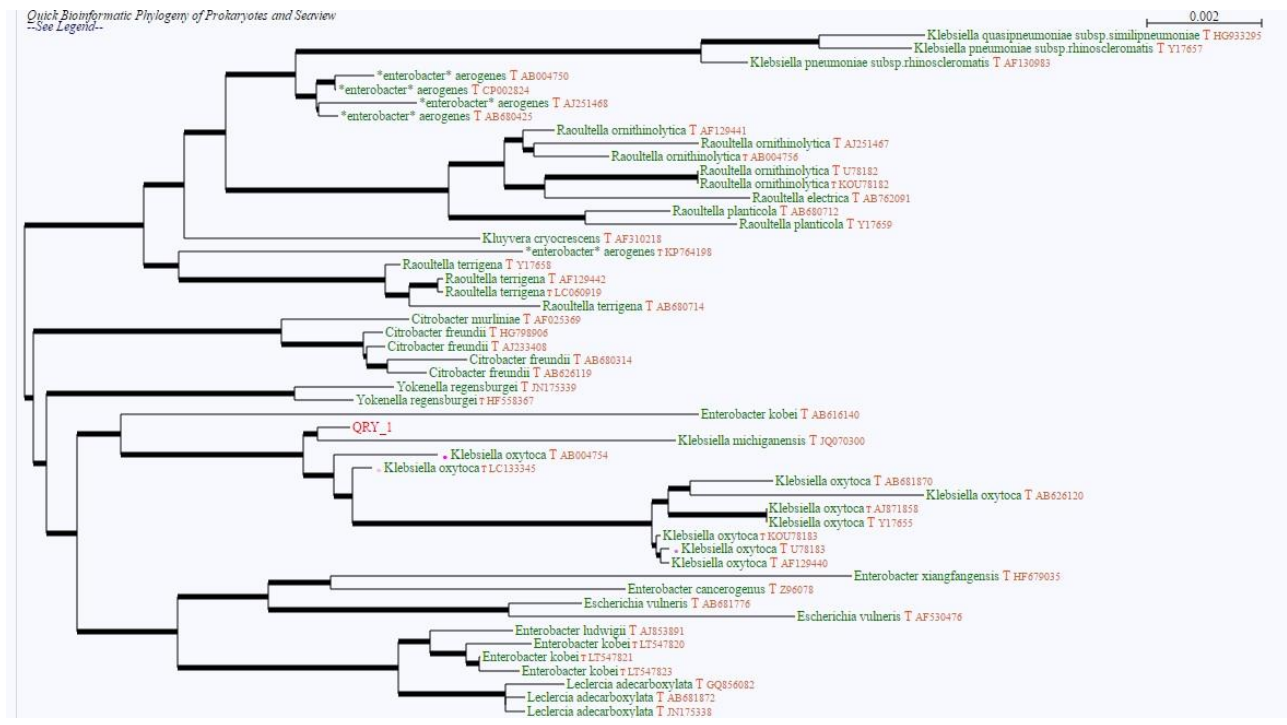 Quick Bioinformatic Phylogeny of Prokaryotes and Seaview
--See Legend--
0.002
Klebsiella quasipneumoniae subsp.similipneumoniae T HG933295
Klebsiella pneumoniae subsp.rhinoscleromatis T Y17657
Klebsiella pneumoniae subsp.rhinoscleromatis T AF130983
*enterobacter* aerogenes T AB004750
*enterobacter* aerogenes T CP002824
*enterobacter* aerogenes T AJ251468
*enterobacter* aerogenes T AB680425
Raoultella ornithinolytica T AF129441
Raoultella ornithinolytica T AJ251467
Raoultella ornithinolytica T AB004756
Raoultella ornithinolytica T U78182
Raoultella ornithinolytica T KOU78182
Raoultella electrica T AB762091
Raoultella planticola T AB680712
Raoultella planticola T Y17659
Kluyvera cryocrescens T AF310218
*enterobacter* aerogenes T KP764198
Raoultella terrigena T Y17658
Raoultella terrigena T AF129442
Raoultella terrigena T LC060919
Raoultella terrigena T AB680714
Citrobacter murliniae T AF025369
Citrobacter freundii T HG798906
Citrobacter freundii T AJ233408
Citrobacter freundii T AB680314
Citrobacter freundii T AB626119
Yokenella regensburgei T JN175339
Yokenella regensburgei T HF558367
Enterobacter kobei T AB616140
QRY_1
Klebsiella michiganensis T JQ070300
Klebsiella oxytoca T AB004754
Klebsiella oxytoca T LC133345
Klebsiella oxytoca T AB681870
Klebsiella oxytoca T AB626120
Klebsiella oxytoca T AJ871858
Klebsiella oxytoca T Y17655
Klebsiella oxytoca T KOU78183
Klebsiella oxytoca T U78183
Klebsiella oxytoca T AF129440
Enterobacter xiangfangensis T HF679035
Enterobacter cancerogenus T Z96078
Escherichia vulneris T AB681776
Escherichia vulneris T AF530476
Enterobacter ludwigii T AJ853891
Enterobacter kobei T LT547820
Enterobacter kobei T LT547821
Enterobacter kobei T LT547823
Leclercia adecarboxylata T GQ856082
Leclercia adecarboxylata T AB681872
Leclercia adecarboxylata T JN175338